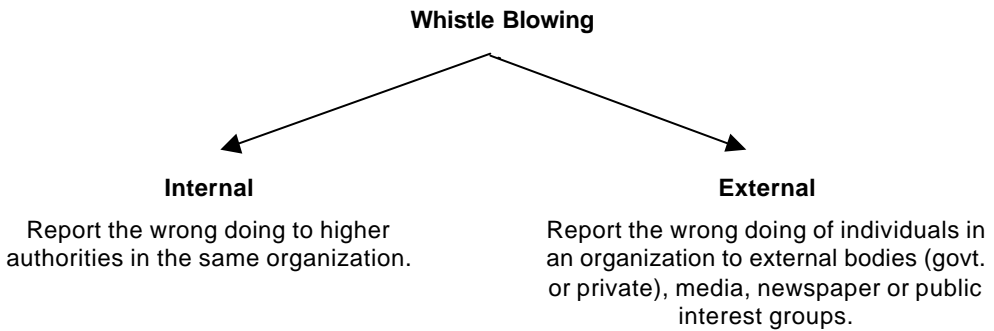 Whistle Blowing
Internal
Report the wrong doing to higher
authorities in the same organization.
External
Report the wrong doing of individuals in
an organization to external bodies (govt.
or private), media, newspaper or public
interest groups.